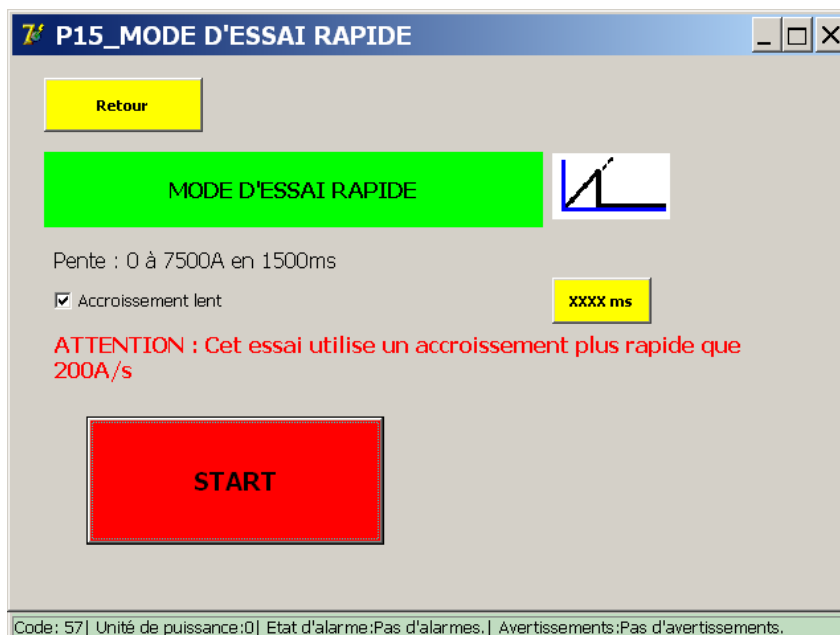 P15_MODE D'ESSAI RAPIDE
Retour
MODE D'ESSAI RAPIDE
Pente : 0 à 7500A en 1500ms
Accroissement lent
XXXX ms
ATTENTION : Cet essai utilise un accroissement plus rapide que
200A/s
START
Code: 57| Unité de puissance:0| Etat d'alarme:Pas d'alarmes.| Avertissements:Pas d'avertissements.